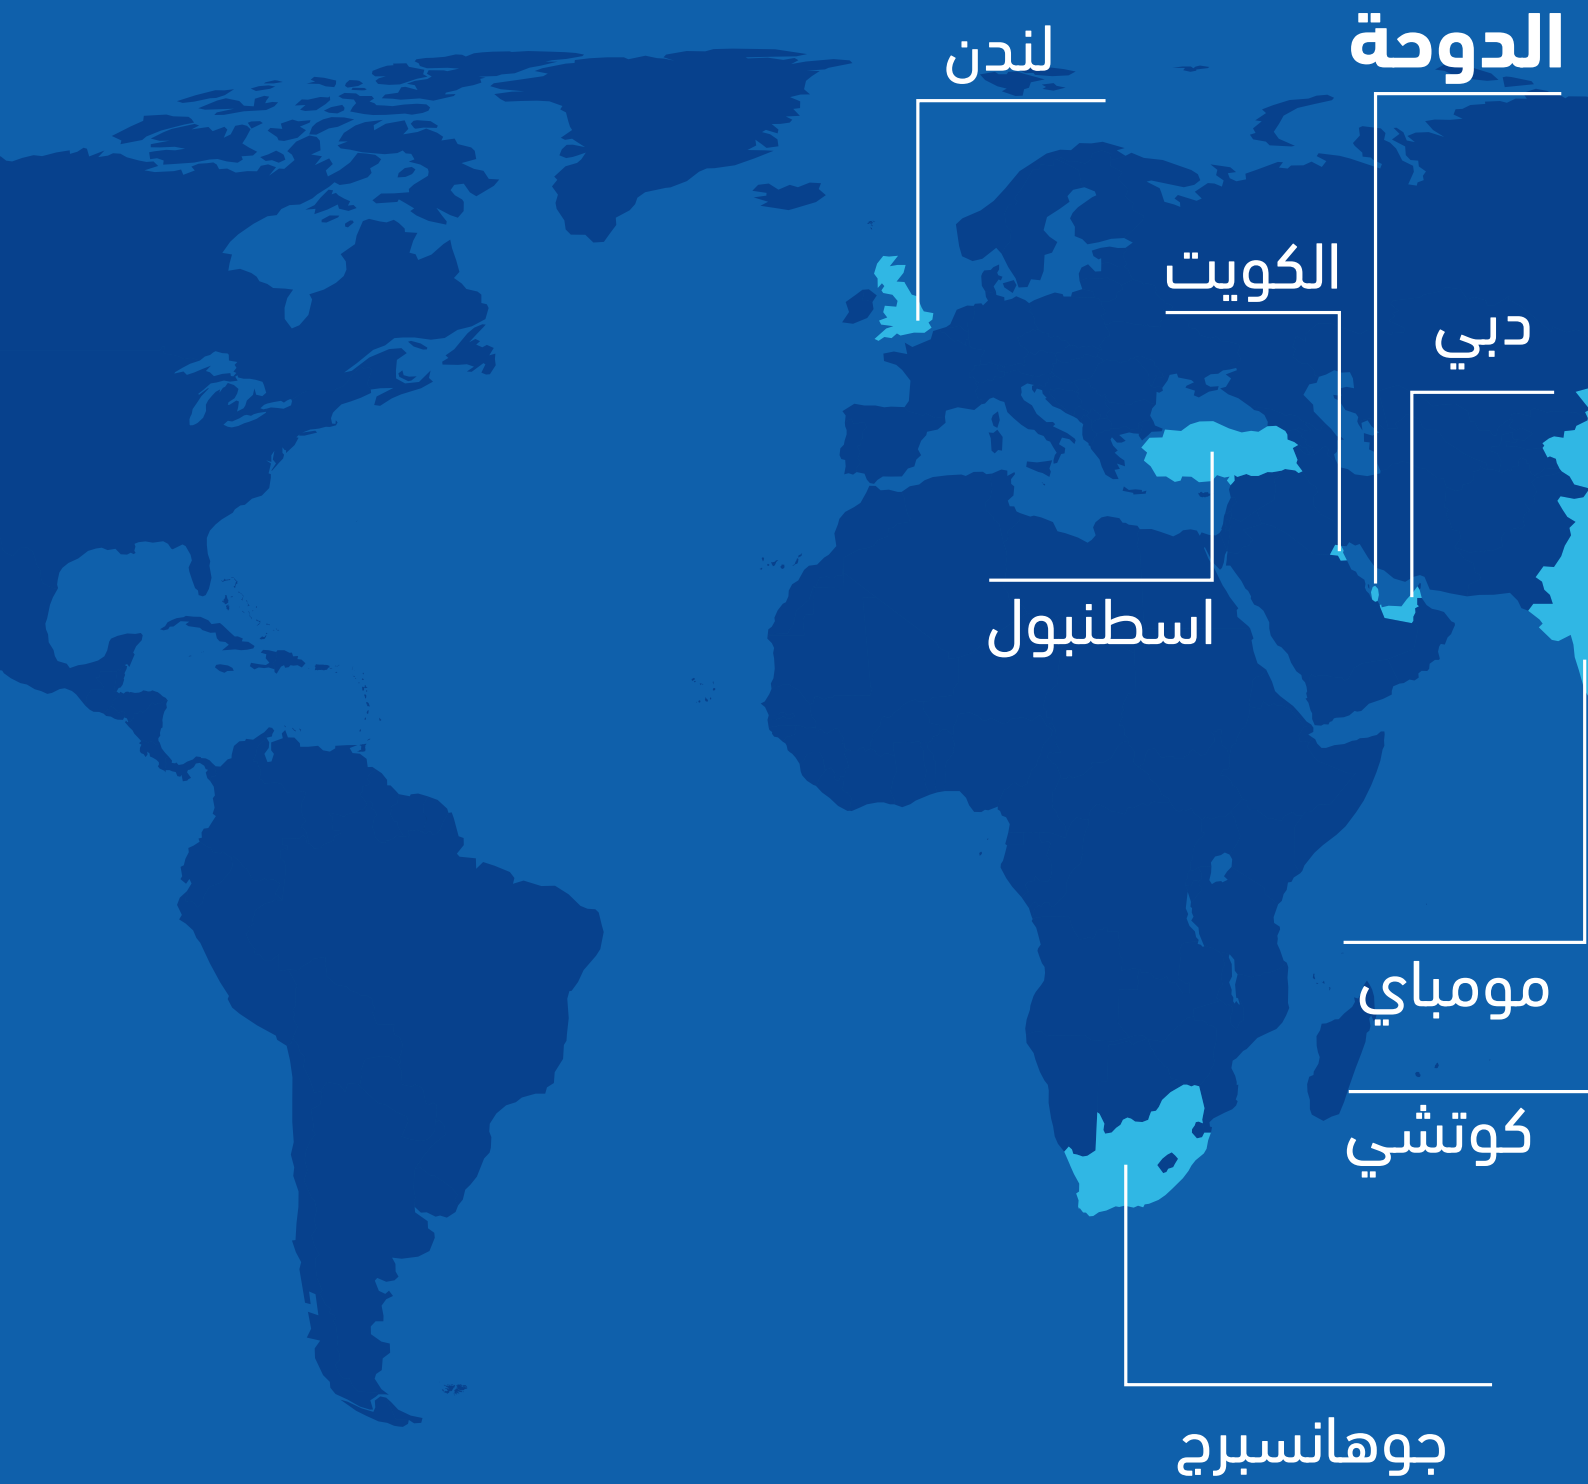 الدوحة
لندن
الكويت
دبي
اسطنبول
مومباي
كوتشي
جوهانسبرج